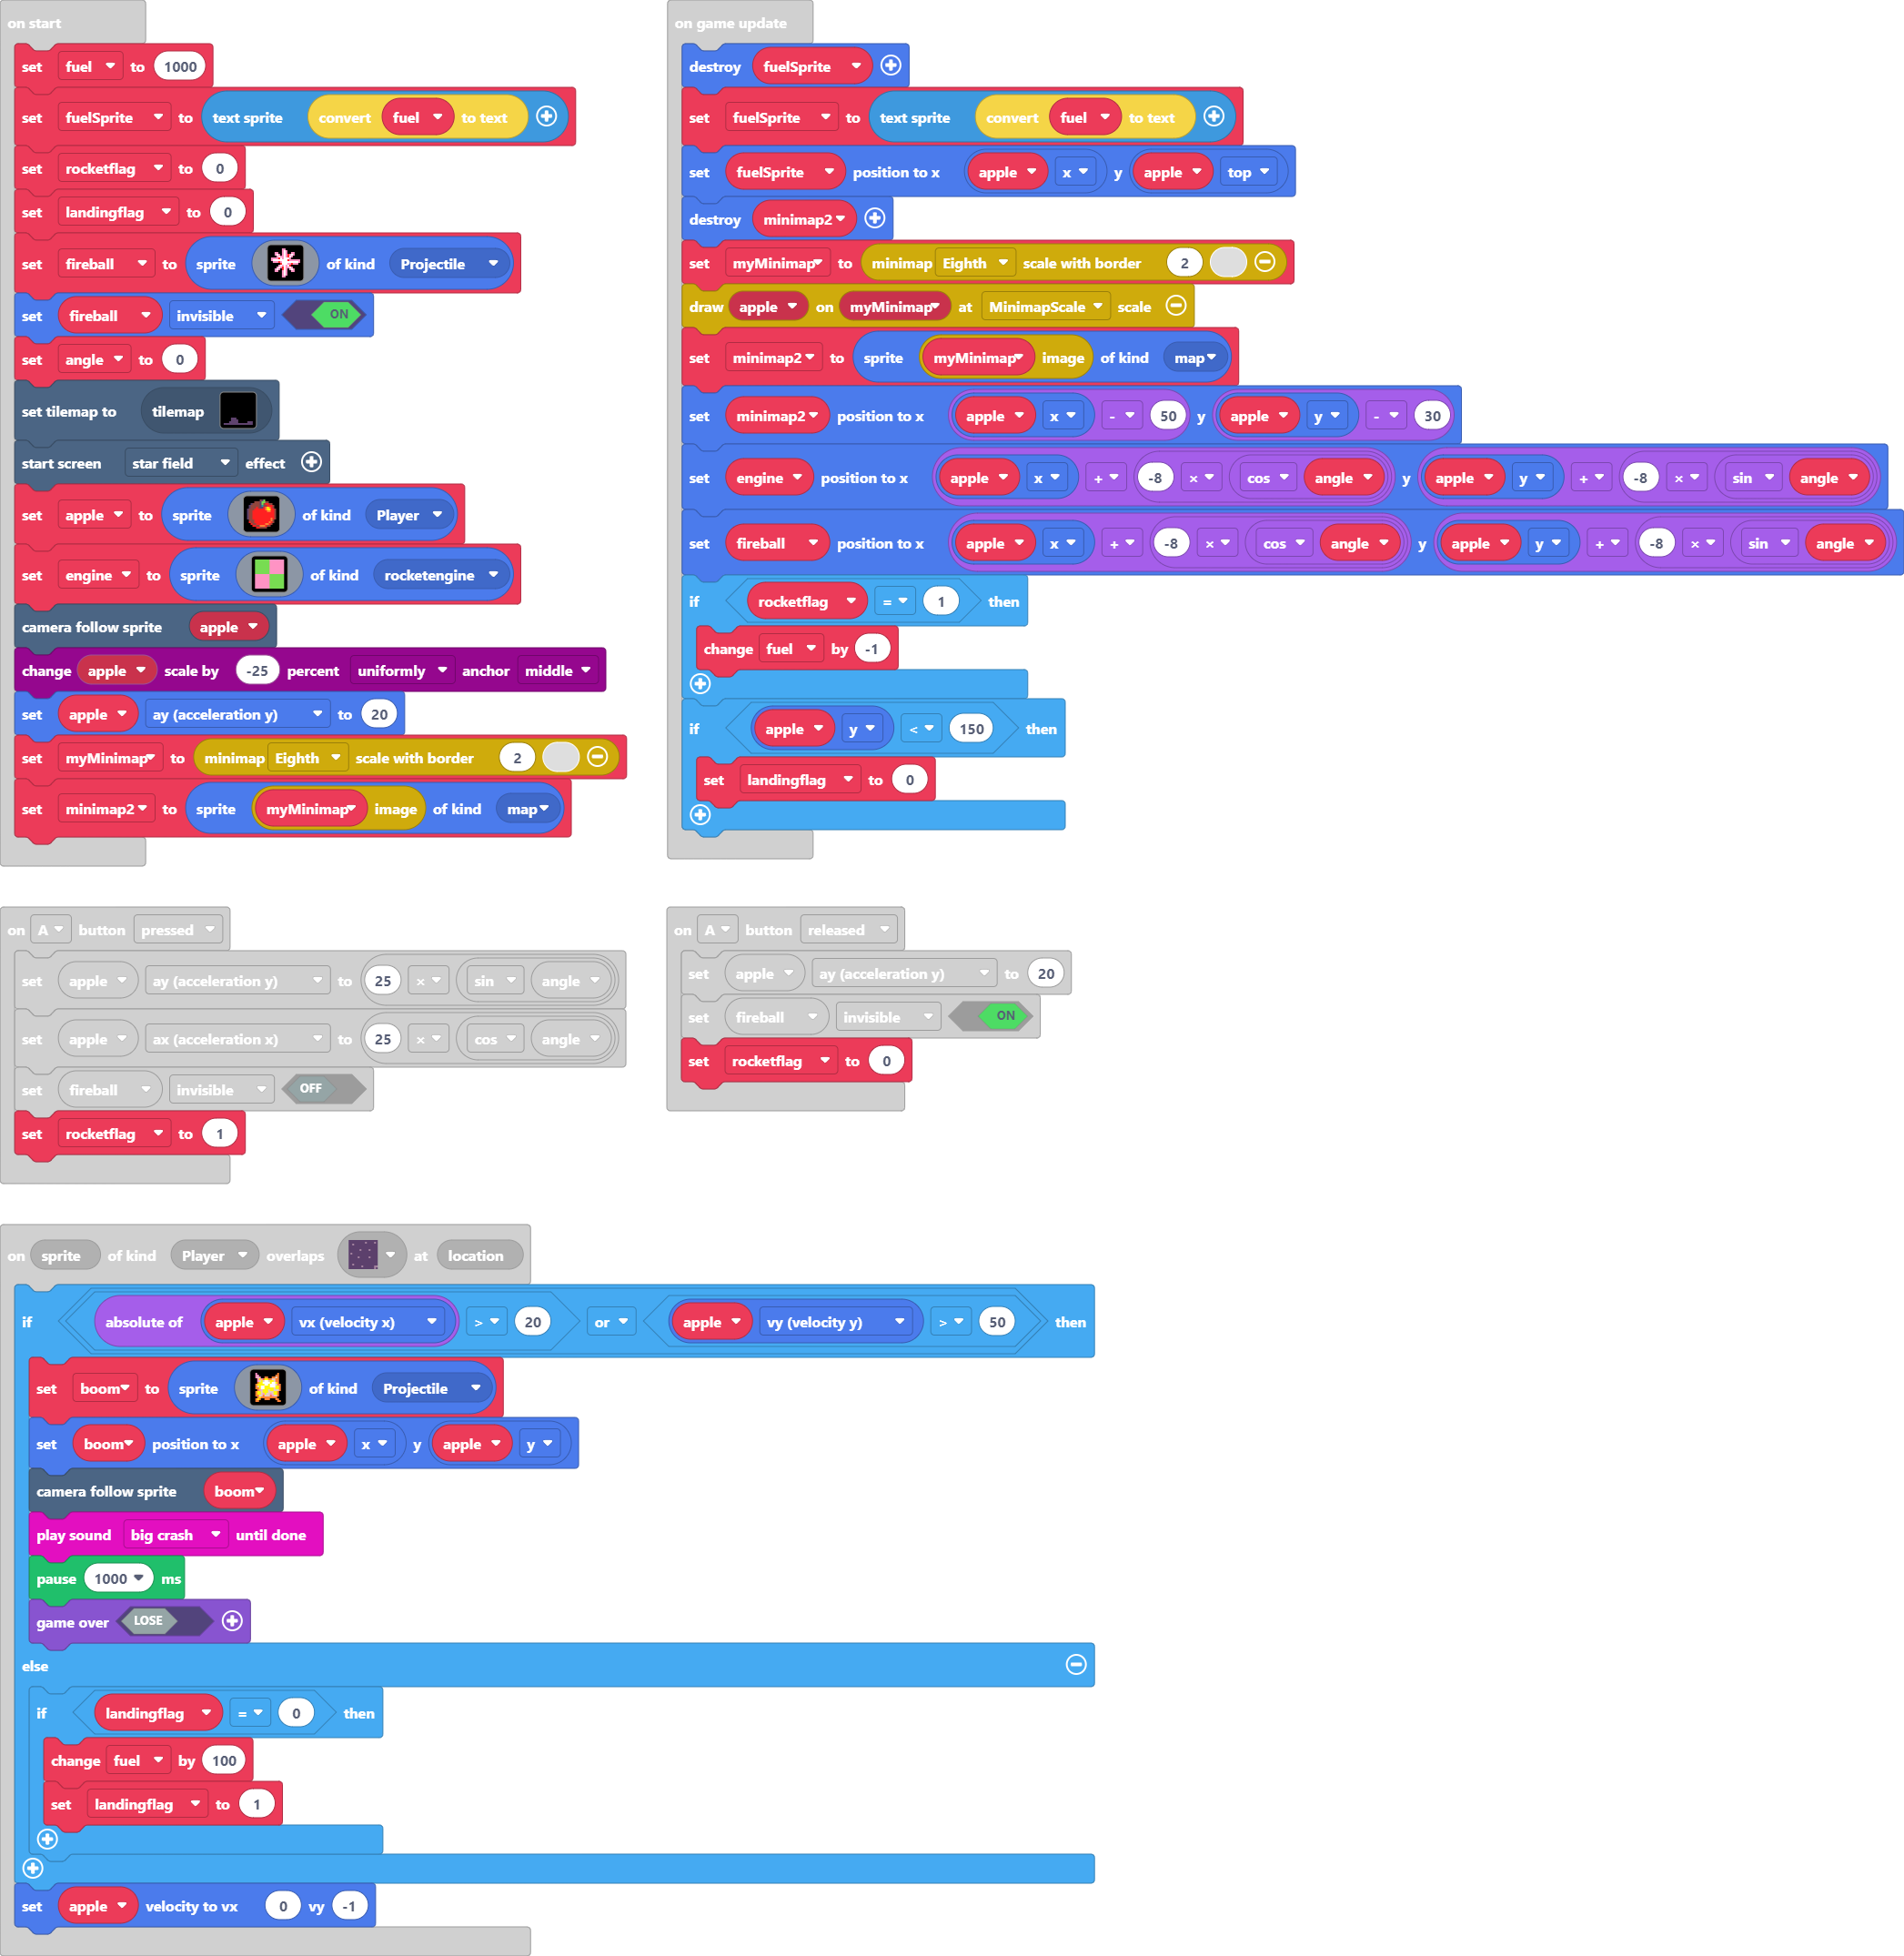 on start
set fuel to 1000
set fuelSprite to text sprite convert fuel to text
set rocketflag to 0
set landingflag to 0
set fireball to sprite of kind Projectile
set fireball invisible ON
set angle to 0
set tilemap to tilemap
start screen star field effect
set apple to sprite of kind Player
set engine to sprite of kind rocketengine
camera follow sprite apple
change apple scale by -25 percent uniformly anchor middle
set apple ay (acceleration y) to 20
set myMinimap to minimap Eighth scale with border 2
set minimap2 to sprite myMinimap image of kind map
on game update
destroy fuelSprite
set fuelSprite to text sprite convert fuel to text
set fuelSprite position to x apple x y apple top
destroy minimap2
set myMinimap to minimap Eighth scale with border 2
draw apple on myMinimap at MinimapScale scale
set minimap2 to sprite myMinimap image of kind map
set minimap2 position to x apple x - 50 y apple y - 30
set engine position to x apple x + -8 × cos angle y apple y + -8 × sin angle
set fireball position to x apple x + -8 × cos angle y apple y + -8 × sin angle
if rocketflag = 1 then
change fuel by -1
if apple y < 150 then
set landingflag to 0
on A button pressed
set apple ay (acceleration y) to 25 × sin angle
set apple ax (acceleration x) to 25 × cos angle
set fireball invisible OFF
set rocketflag to 1
on A button released
set apple ay (acceleration y) to 20
set fireball invisible ON
set rocketflag to 0
on sprite of kind Player overlaps at location
if absolute of apple vx (velocity x) > 20 or apple vy (velocity y) > 50 then
set boom to sprite of kind Projectile
set boom position to x apple x y apple y
camera follow sprite boom
play sound big crash until done
pause 1000 ms
game over LOSE
else
if landingflag = 0 then
change fuel by 100
set landingflag to 1
set apple velocity to vx 0 vy -1